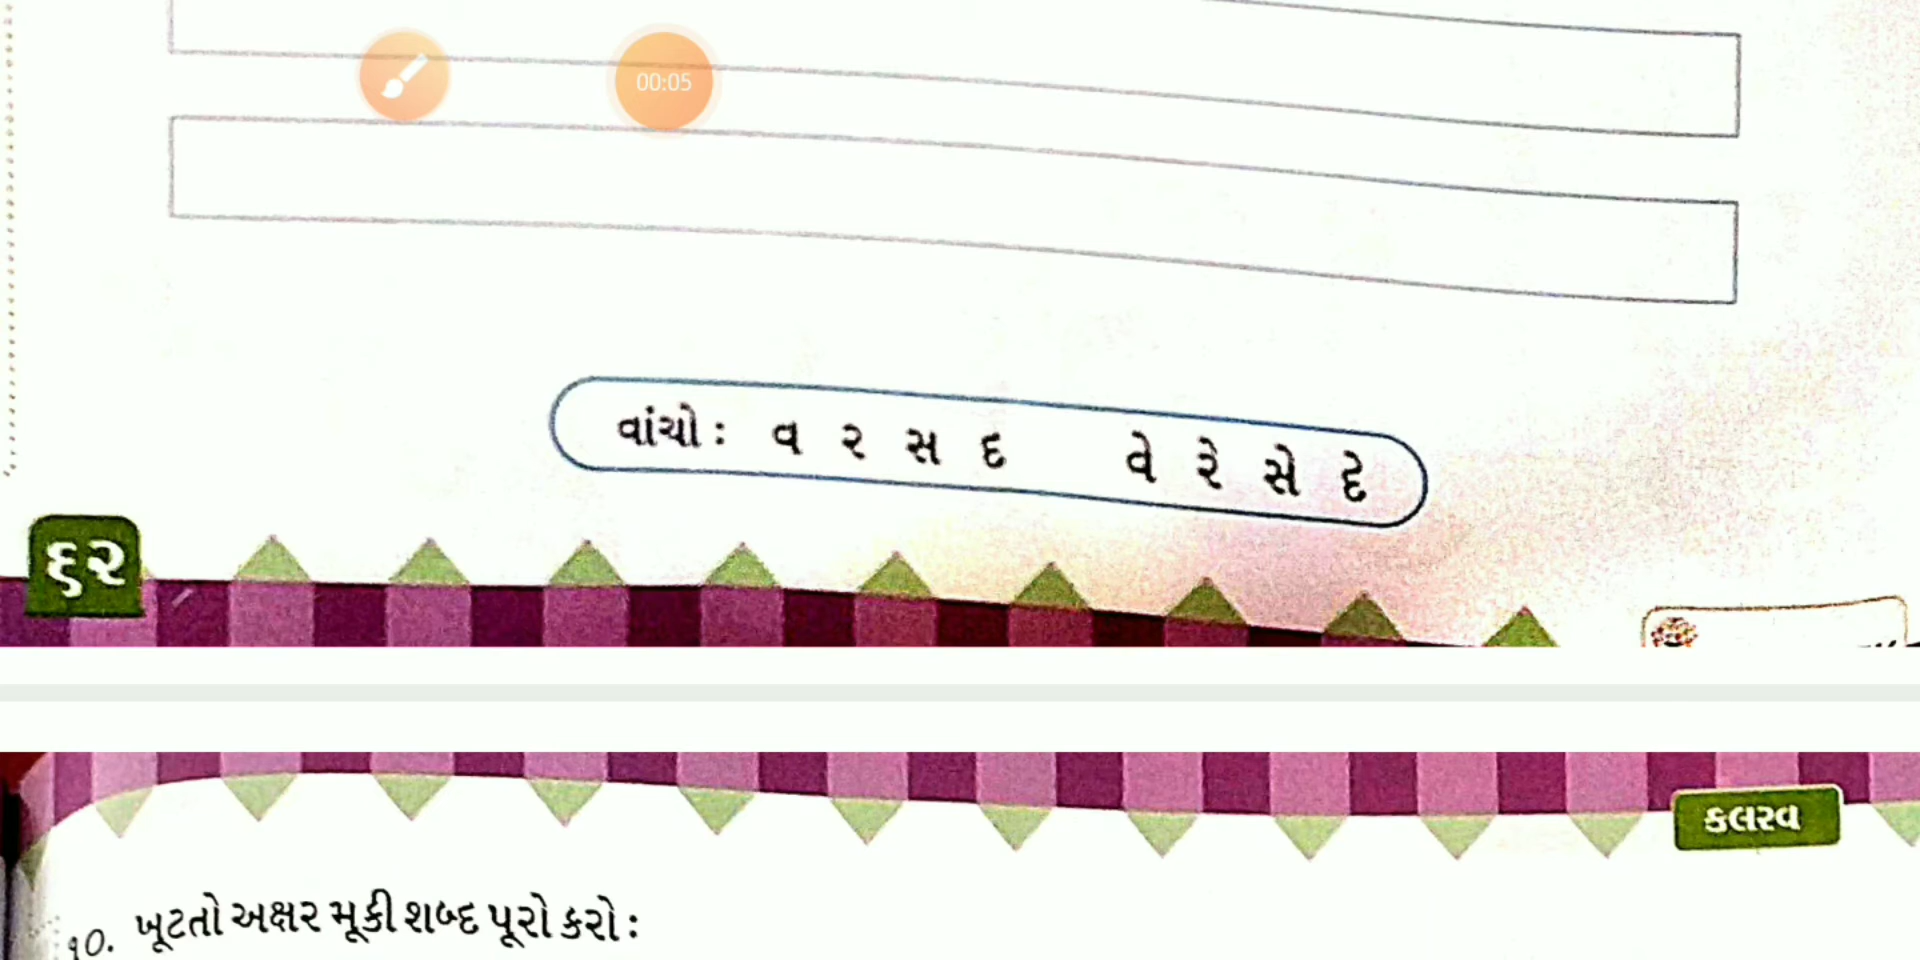 00:05
વાંચો : વ ર સ દ વે રે સે દે
૬૨
કલરવ
૧૦. ખૂટતો અક્ષર મૂકી શબ્દ પૂરો કરો :